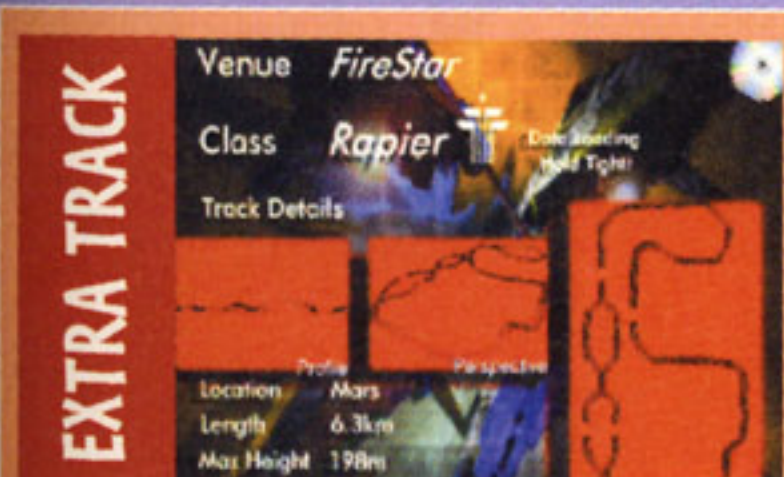 EXTRA TRACK
Venue FireStar
Class Rapier
Data Loading
Hold Tight!
Track Details
Profile Perspective
Location Mars
Length 6.3km
Max Height 198m